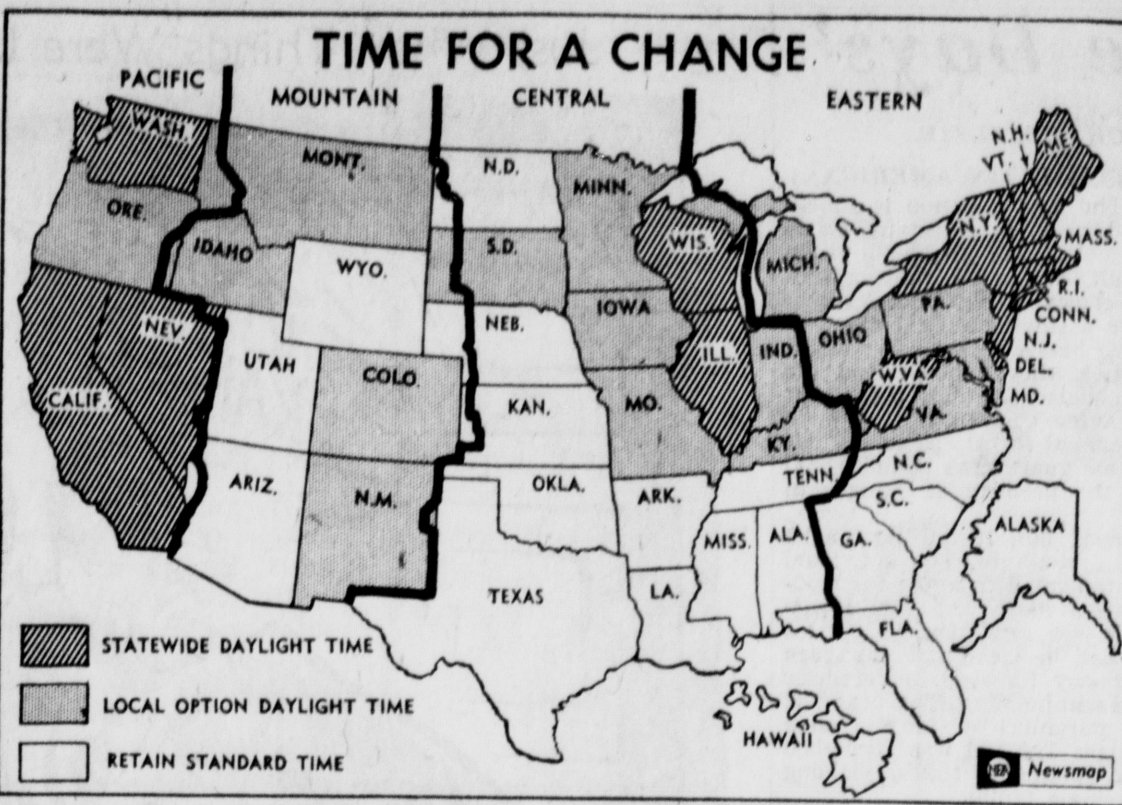 TIME FOR A CHANGE
PACIFIC
MOUNTAIN
CENTRAL
EASTERN
WASH.
MONT.
N.D.
MINN.
N.H.
ME.
VT.
ORE.
IDAHO
WYO.
S.D.
WIS.
MICH.
N.Y.
MASS.
R.I.
CONN.
NEV.
UTAH
NEB.
IOWA
ILL.
IND.
OHIO
PA.
N.J.
DEL.
MD.
CALIF.
COLO.
KAN.
MO.
KY.
W.VA.
VA.
ARIZ.
N.M.
OKLA.
ARK.
TENN.
N.C.
S.C.
MISS.
ALA.
GA.
ALASKA
TEXAS
LA.
FLA.
HAWAII
STATEWIDE DAYLIGHT TIME
LOCAL OPTION DAYLIGHT TIME
RETAIN STANDARD TIME
NEA Newsmap